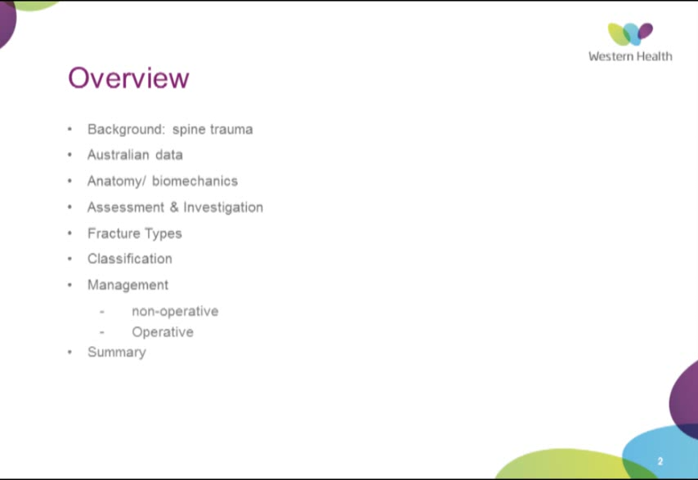 Western Health
Overview
• Background: spine trauma
• Australian data
• Anatomy/ biomechanics
• Assessment & Investigation
• Fracture Types
• Classification
• Management
- non-operative
- Operative
• Summary
2